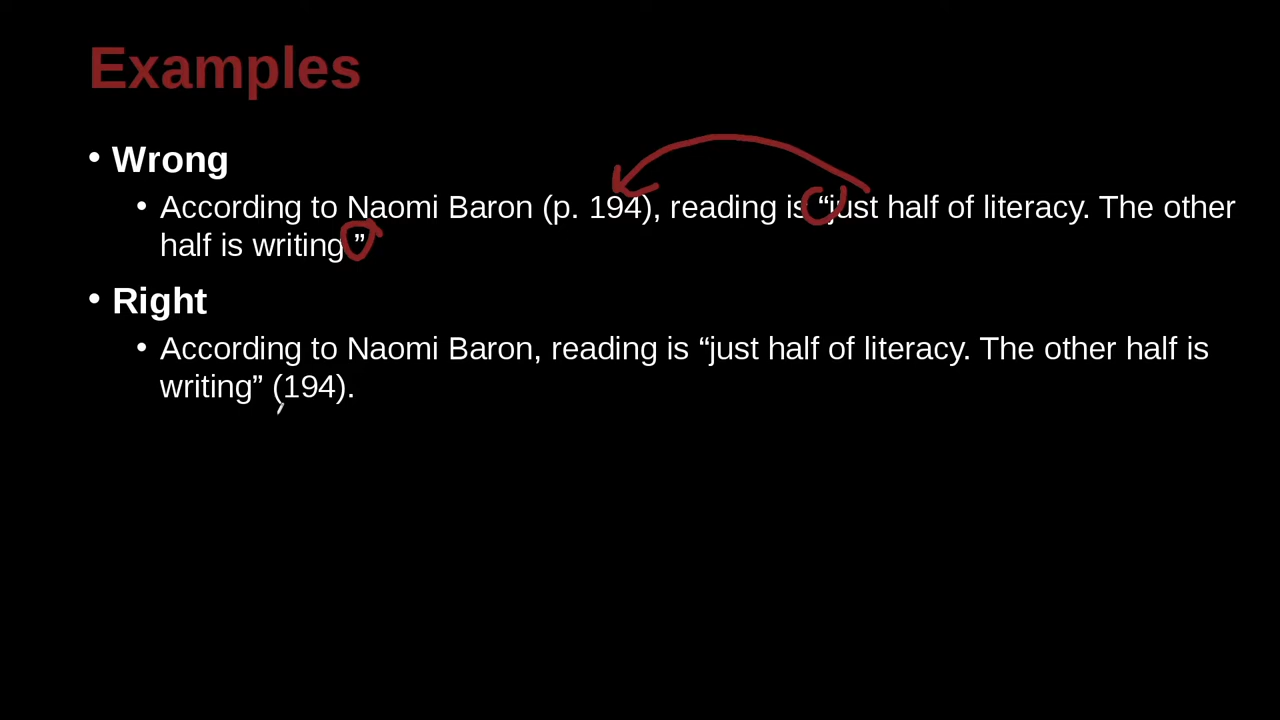 Examples
• Wrong
• According to Naomi Baron (p. 194), reading is “just half of literacy. The other
half is writing ”
• Right
• According to Naomi Baron, reading is “just half of literacy. The other half is
writing” (194).